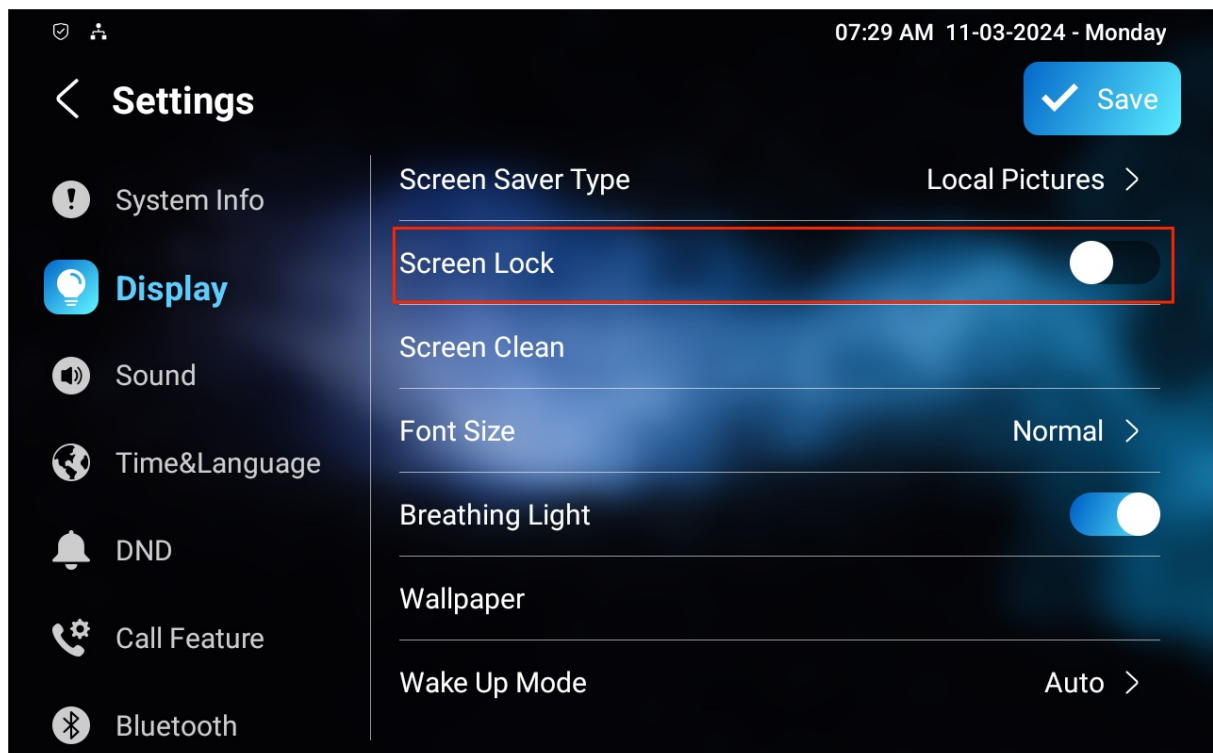 07:29 AM 11-03-2024 - Monday
Settings
Save
System Info
Display
Sound
Time&Language
DND
Call Feature
Bluetooth
Screen Saver Type Local Pictures
Screen Lock
Screen Clean
Font Size Normal
Breathing Light
Wallpaper
Wake Up Mode Auto